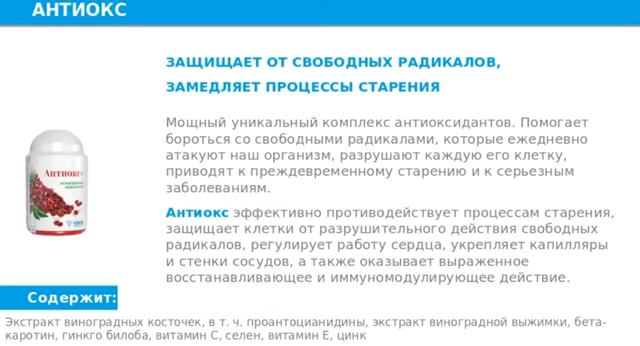 АНТИОКС
ЗАЩИЩАЕТ ОТ СВОБОДНЫХ РАДИКАЛОВ,
ЗАМЕДЛЯЕТ ПРОЦЕССЫ СТАРЕНИЯ
Мощный уникальный комплекс антиоксидантов. Помогает
бороться со свободными радикалами, которые ежедневно
атакуют наш организм, разрушают каждую его клетку,
приводят к преждевременному старению и к серьезным
заболеваниям.
Антиокс+
Антиокс эффективно противодействует процессам старения,
защищает клетки от разрушительного действия свободных
радикалов, регулирует работу сердца, укрепляет капилляры
и стенки сосудов, а также оказывает выраженное
восстанавливающее и иммуномодулирующее действие.
Содержит:
Экстракт виноградных косточек, в т. ч. проантоцианидины, экстракт виноградной выжимки, бета-
каротин, гинкго билоба, витамин С, селен, витамин Е, цинк